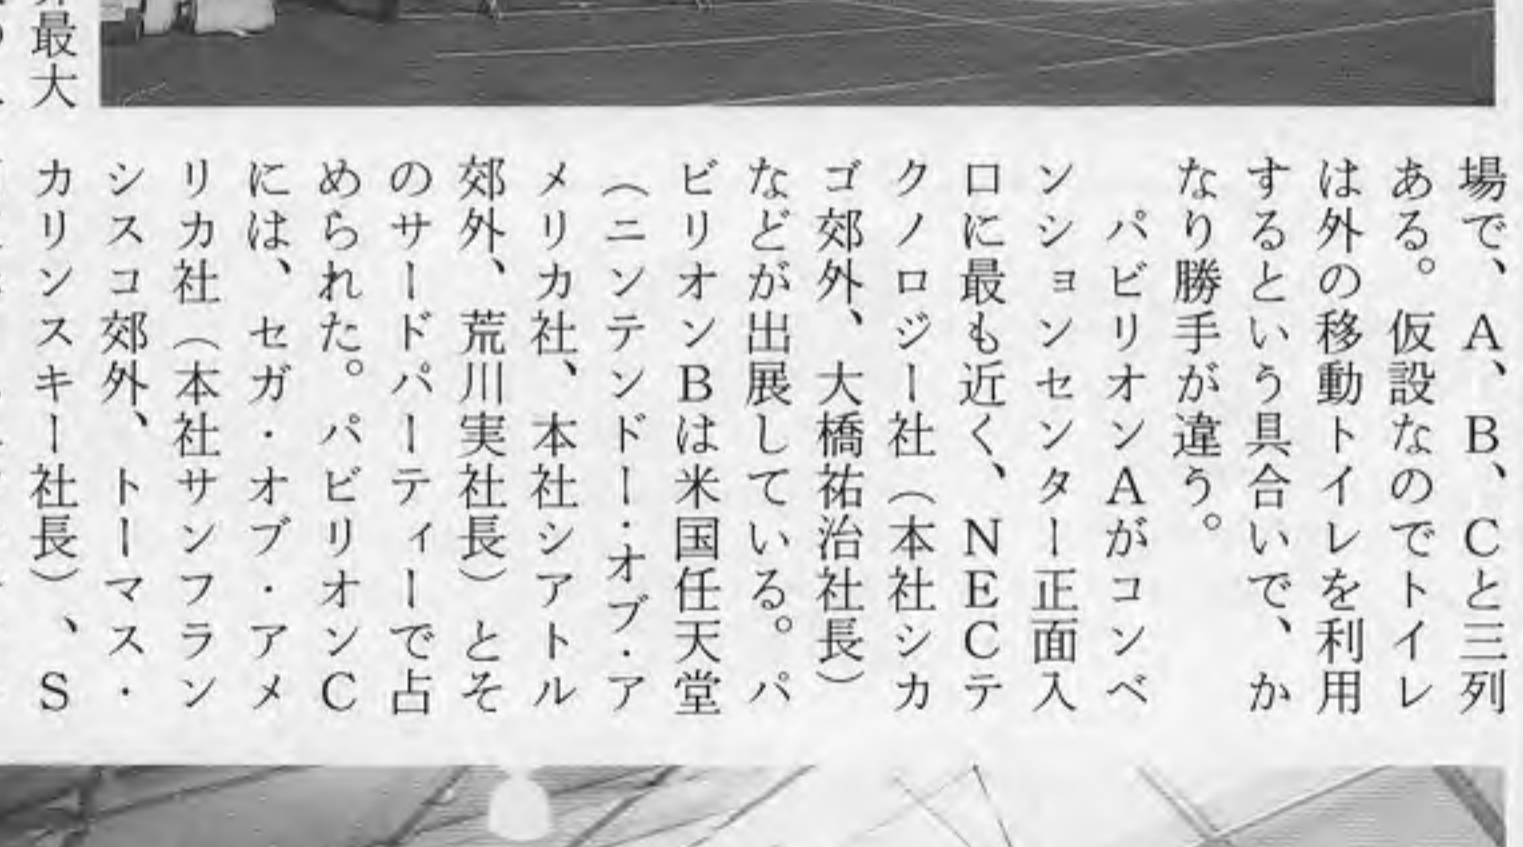 場で、A、B、Cと三列
ある。仮設なのでトイレ
は外の移動トイレを利用
するという具合いで、か
なり勝手が違う。
パビリオンAがコンベ
ンションセンター正面入
口に最も近く、NECテ
クノロジー社（本社シカ
ゴ郊外、大橋祐治社長）
などが出展している。パ
ビリオンBは米国任天堂
（ニンテンドー・オブ・ア
メリカ社、本社シアトル
郊外、荒川実社長）とそ
のサードパーティーで占
められた。パビリオンC
には、セガ・オブ・アメ
リカ社（本社サンフラン
シスコ郊外、トーマス・
カリンスキー社長）、S
最大